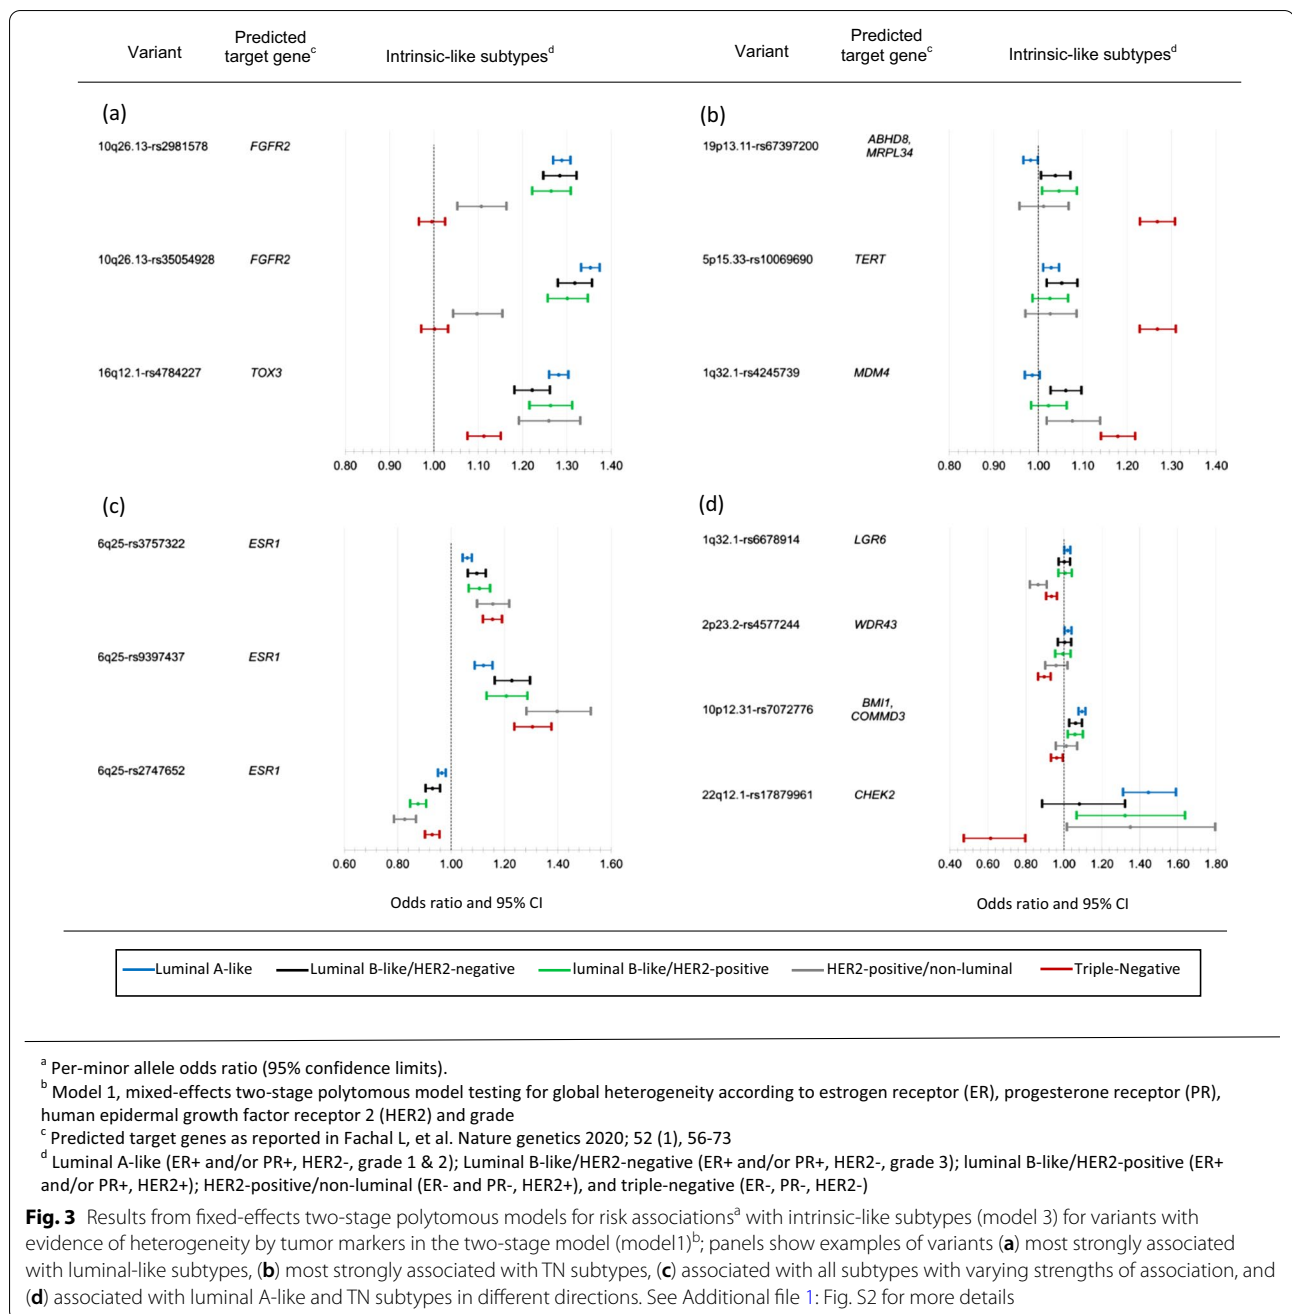 Variant
Predicted
target gene^c
Intrinsic-like subtypes^d
Variant
Predicted
target gene^c
Intrinsic-like subtypes^d
(a)
10q26.13-rs2981578 FGFR2
10q26.13-rs35054928 FGFR2
16q12.1-rs4784227 TOX3
0.80 0.90 1.00 1.10 1.20 1.30 1.40
(b)
19p13.11-rs67397200 ABHD8,
MRPL34
5p15.33-rs10069690 TERT
1q32.1-rs4245739 MDM4
0.80 0.90 1.00 1.10 1.20 1.30 1.40
(c)
6q25-rs3757322 ESR1
6q25-rs9397437 ESR1
6q25-rs2747652 ESR1
0.60 0.80 1.00 1.20 1.40 1.60
Odds ratio and 95% CI
(d)
1q32.1-rs6678914 LGR6
2p23.2-rs4577244 WDR43
10p12.31-rs7072776 BMI1,
COMMD3
22q12.1-rs17879961 CHEK2
0.40 0.60 0.80 1.00 1.20 1.40 1.60 1.80
Odds ratio and 95% CI
Luminal A-like Luminal B-like/HER2-negative luminal B-like/HER2-positive HER2-positive/non-luminal Triple-Negative
^a Per-minor allele odds ratio (95% confidence limits).
^b Model 1, mixed-effects two-stage polytomous model testing for global heterogeneity according to estrogen receptor (ER), progesterone receptor (PR),
human epidermal growth factor receptor 2 (HER2) and grade
^c Predicted target genes as reported in Fachal L, et al. Nature genetics 2020; 52 (1), 56-73
^d Luminal A-like (ER+ and/or PR+, HER2-, grade 1 & 2); Luminal B-like/HER2-negative (ER+ and/or PR+, HER2-, grade 3); luminal B-like/HER2-positive (ER+
and/or PR+, HER2+); HER2-positive/non-luminal (ER- and PR-, HER2+), and triple-negative (ER-, PR-, HER2-)
Fig. 3 Results from fixed-effects two-stage polytomous models for risk associations^a with intrinsic-like subtypes (model 3) for variants with
evidence of heterogeneity by tumor markers in the two-stage model (model1)^b; panels show examples of variants (a) most strongly associated
with luminal-like subtypes, (b) most strongly associated with TN subtypes, (c) associated with all subtypes with varying strengths of association, and
(d) associated with luminal A-like and TN subtypes in different directions. See Additional file 1: Fig. S2 for more details